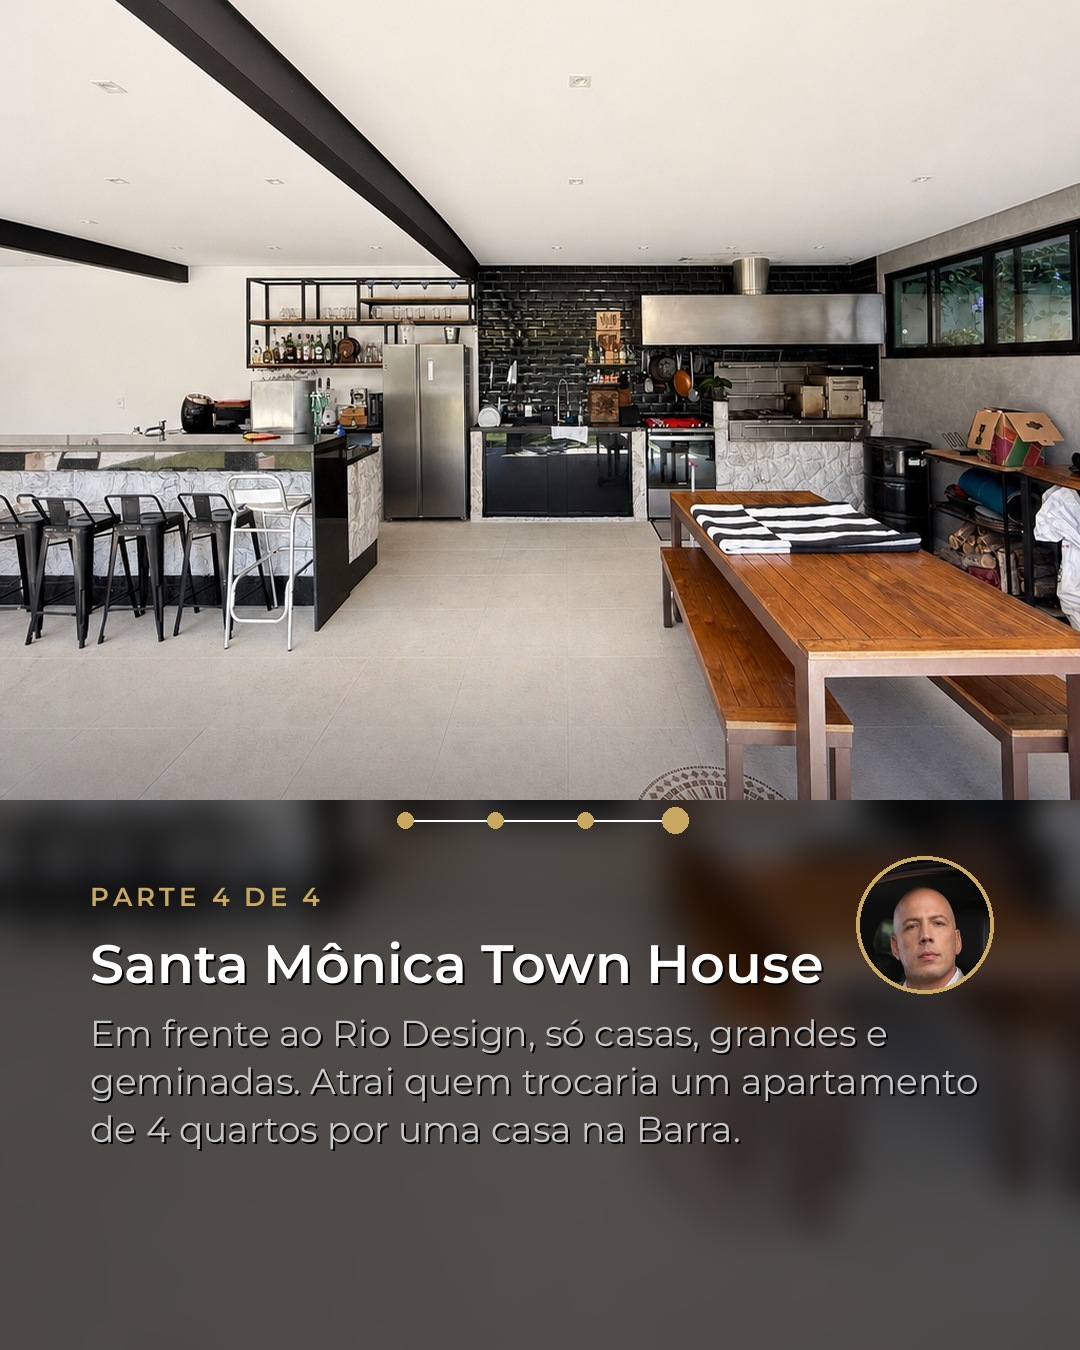 PARTE 4 DE 4
Santa Mônica Town House
Em frente ao Rio Design, só casas, grandes e
geminadas. Atrai quem trocaria um apartamento
de 4 quartos por uma casa na Barra.